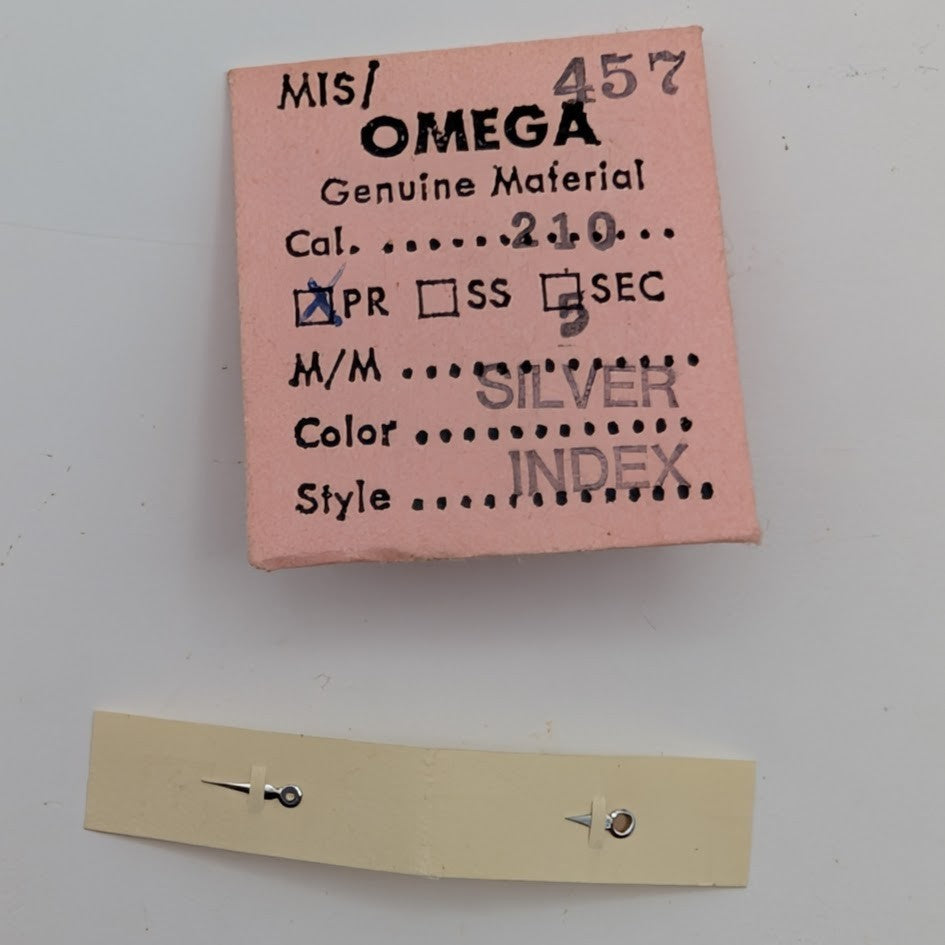 MIS/ 457
OMEGA
Genuine Material
Cal. ............ 210
PR SS SEC
5
M/M ............
SILVER
Color ............
INDEX
Style ............